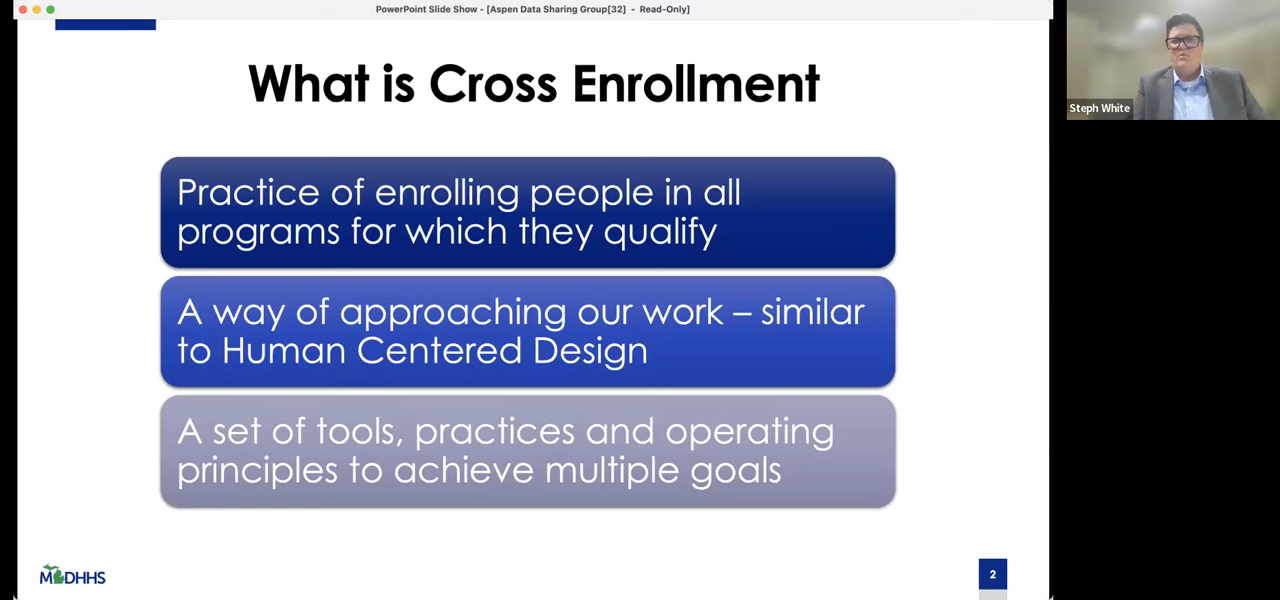 PowerPoint Slide Show - [Aspen Data Sharing Group[32] - Read-Only]
What is Cross Enrollment
Steph White
Practice of enrolling people in all
programs for which they qualify
A way of approaching our work – similar
to Human Centered Design
A set of tools, practices and operating
principles to achieve multiple goals
MDHHS
2